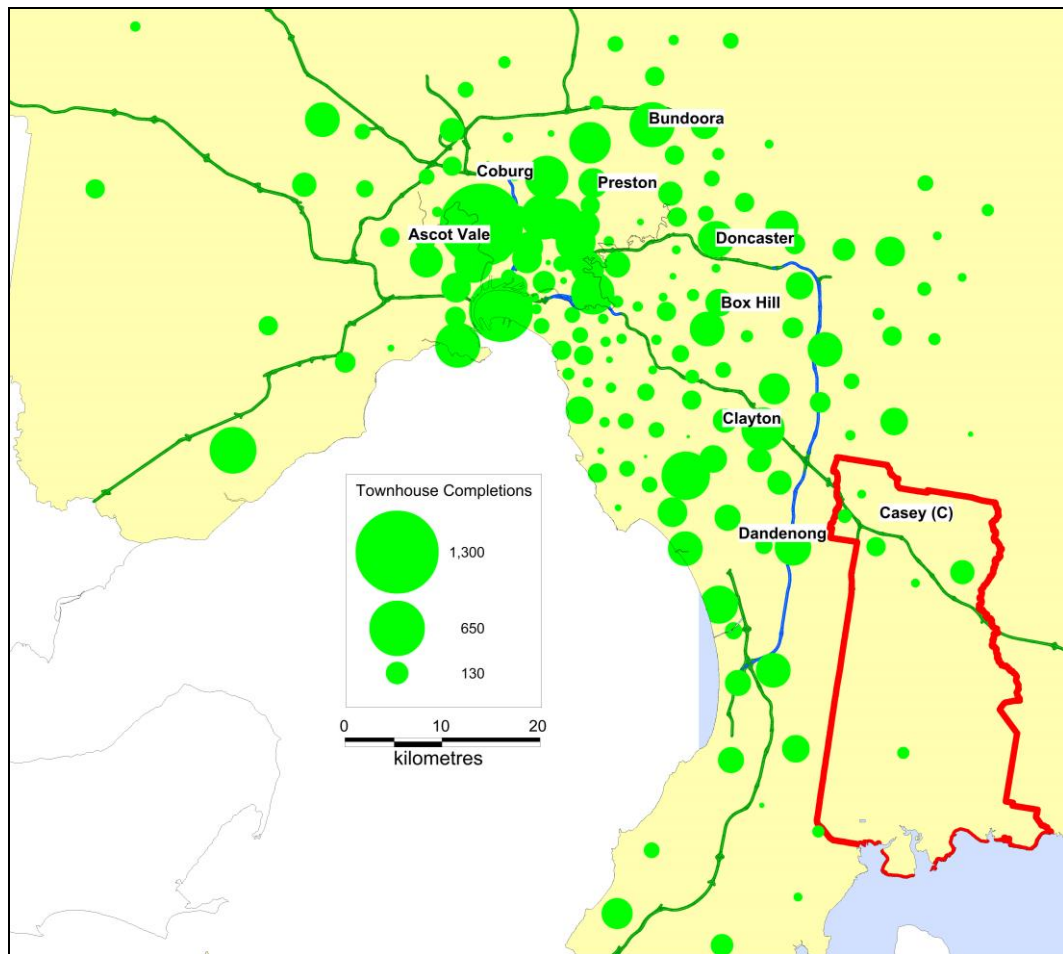 Bundoora
Coburg
Preston
Ascot Vale
Doncaster
Box Hill
Clayton
Casey (C)
Dandenong
Townhouse Completions
1,300
650
130
0 10 20
kilometres